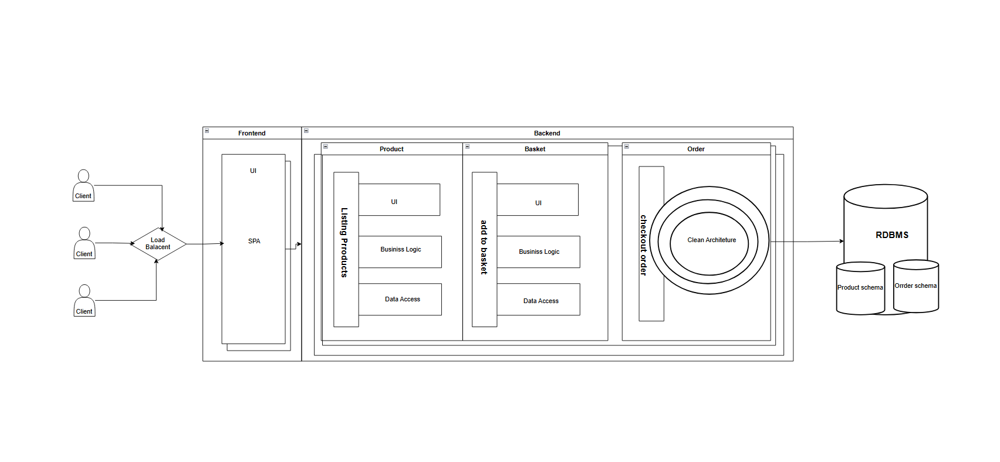 Client
Client
Client
Load
Balacent
Frontend
UI
SPA
Backend
Product
LIsting Prroducts
UI
Businiss Logic
Data Access
Basket
add to basket
UI
Businiss Logic
Data Access
Order
checkout order
Clean Architeture
RDBMS
Product schema
Orrder schema